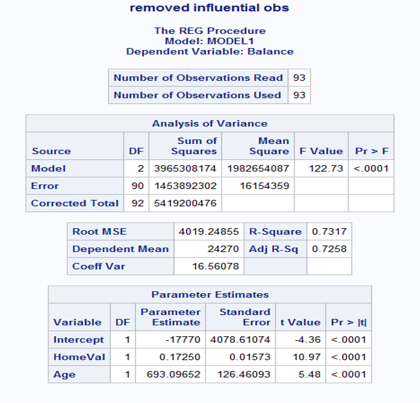 removed influential obs
The REG Procedure
Model: MODEL1
Dependent Variable: Balance
Number of Observations Read 93
Number of Observations Used 93
Analysis of Variance
Source DF Sum of Squares Mean Square F Value Pr > F
Model 2 3965308174 1982654087 122.73 <.0001
Error 90 1453892302 16154359
Corrected Total 92 5419200476
Root MSE 4019.24855 R-Square 0.7317
Dependent Mean 24270 Adj R-Sq 0.7258
Coeff Var 16.56078
Parameter Estimates
Variable DF Parameter Estimate Standard Error t Value Pr > |t|
Intercept 1 -17770 4078.61074 -4.36 <.0001
HomeVal 1 0.17250 0.01573 10.97 <.0001
Age 1 693.09652 126.46093 5.48 <.0001